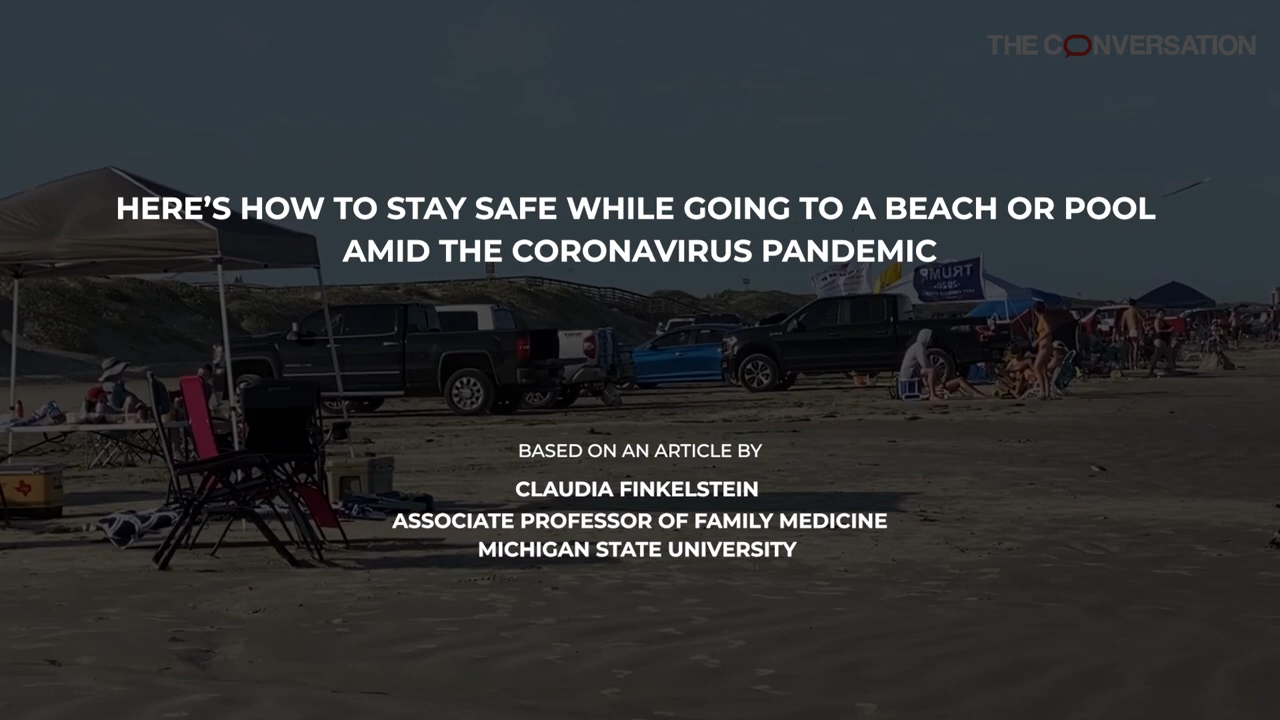 THE CONVERSATION
HERE'S HOW TO STAY SAFE WHILE GOING TO A BEACH OR POOL
AMID THE CORONAVIRUS PANDEMIC
TRUMP
2020
BASED ON AN ARTICLE BY
CLAUDIA FINKELSTEIN
ASSOCIATE PROFESSOR OF FAMILY MEDICINE
MICHIGAN STATE UNIVERSITY